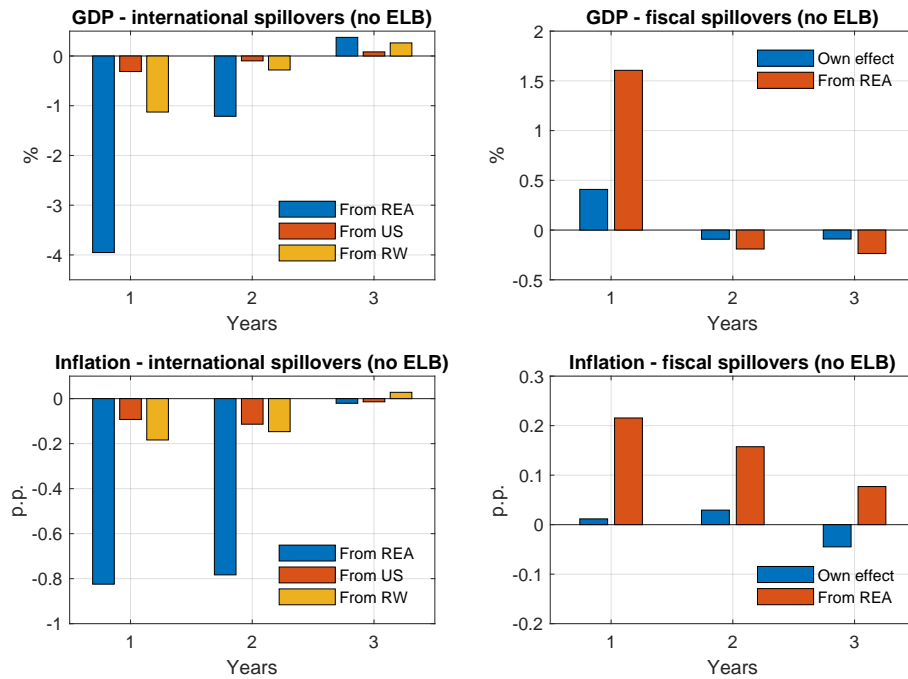 GDP - international spillovers (no ELB)
0
-1
-2
-3
-4
%
From REA
From US
From RW
1 2 3
Years
GDP - fiscal spillovers (no ELB)
2
1.5
1
0.5
0
-0.5
%
Own effect
From REA
1 2 3
Years
Inflation - international spillovers (no ELB)
0
-0.2
-0.4
-0.6
-0.8
-1
p.p.
From REA
From US
From RW
1 2 3
Years
Inflation - fiscal spillovers (no ELB)
0.3
0.2
0.1
0
-0.1
-0.2
p.p.
Own effect
From REA
1 2 3
Years